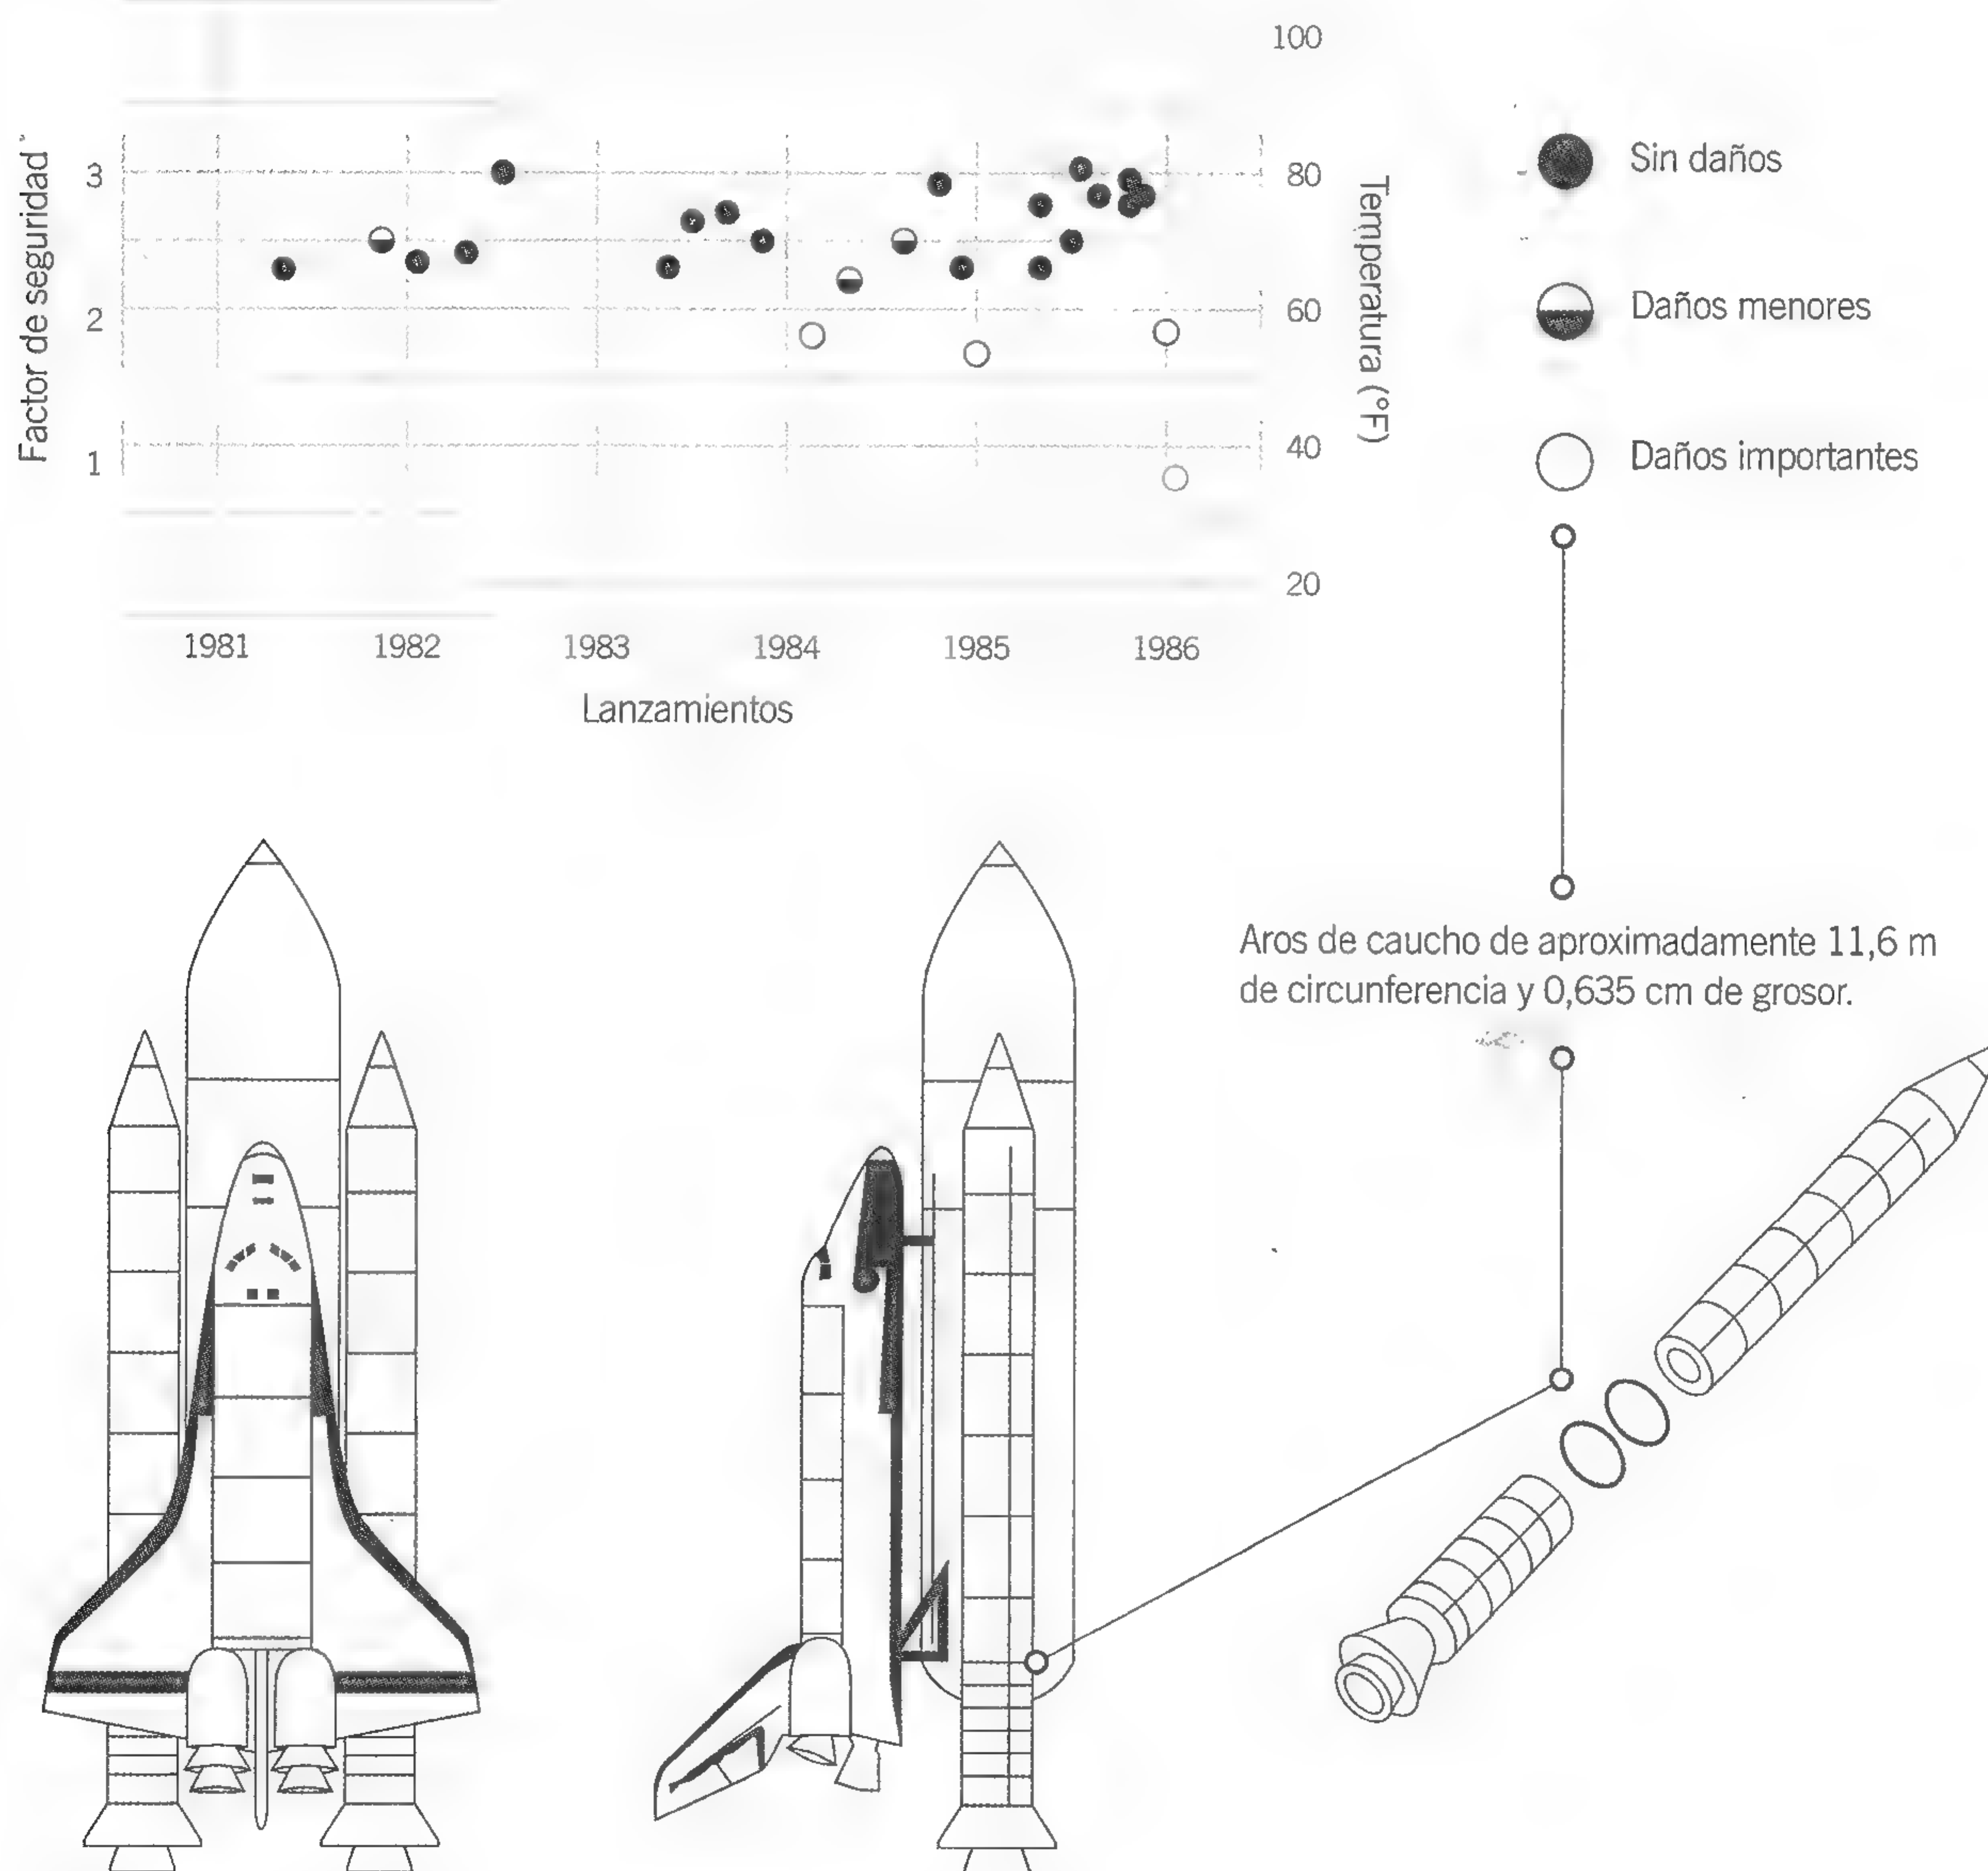 Factor de seguridad
3
2
1
100
80
60
40
20
Temperatura (°F)
1981 1982 1983 1984 1985 1986
Lanzamientos
Sin daños
Daños menores
Daños importantes
Aros de caucho de aproximadamente 11,6 m
de circunferencia y 0,635 cm de grosor.